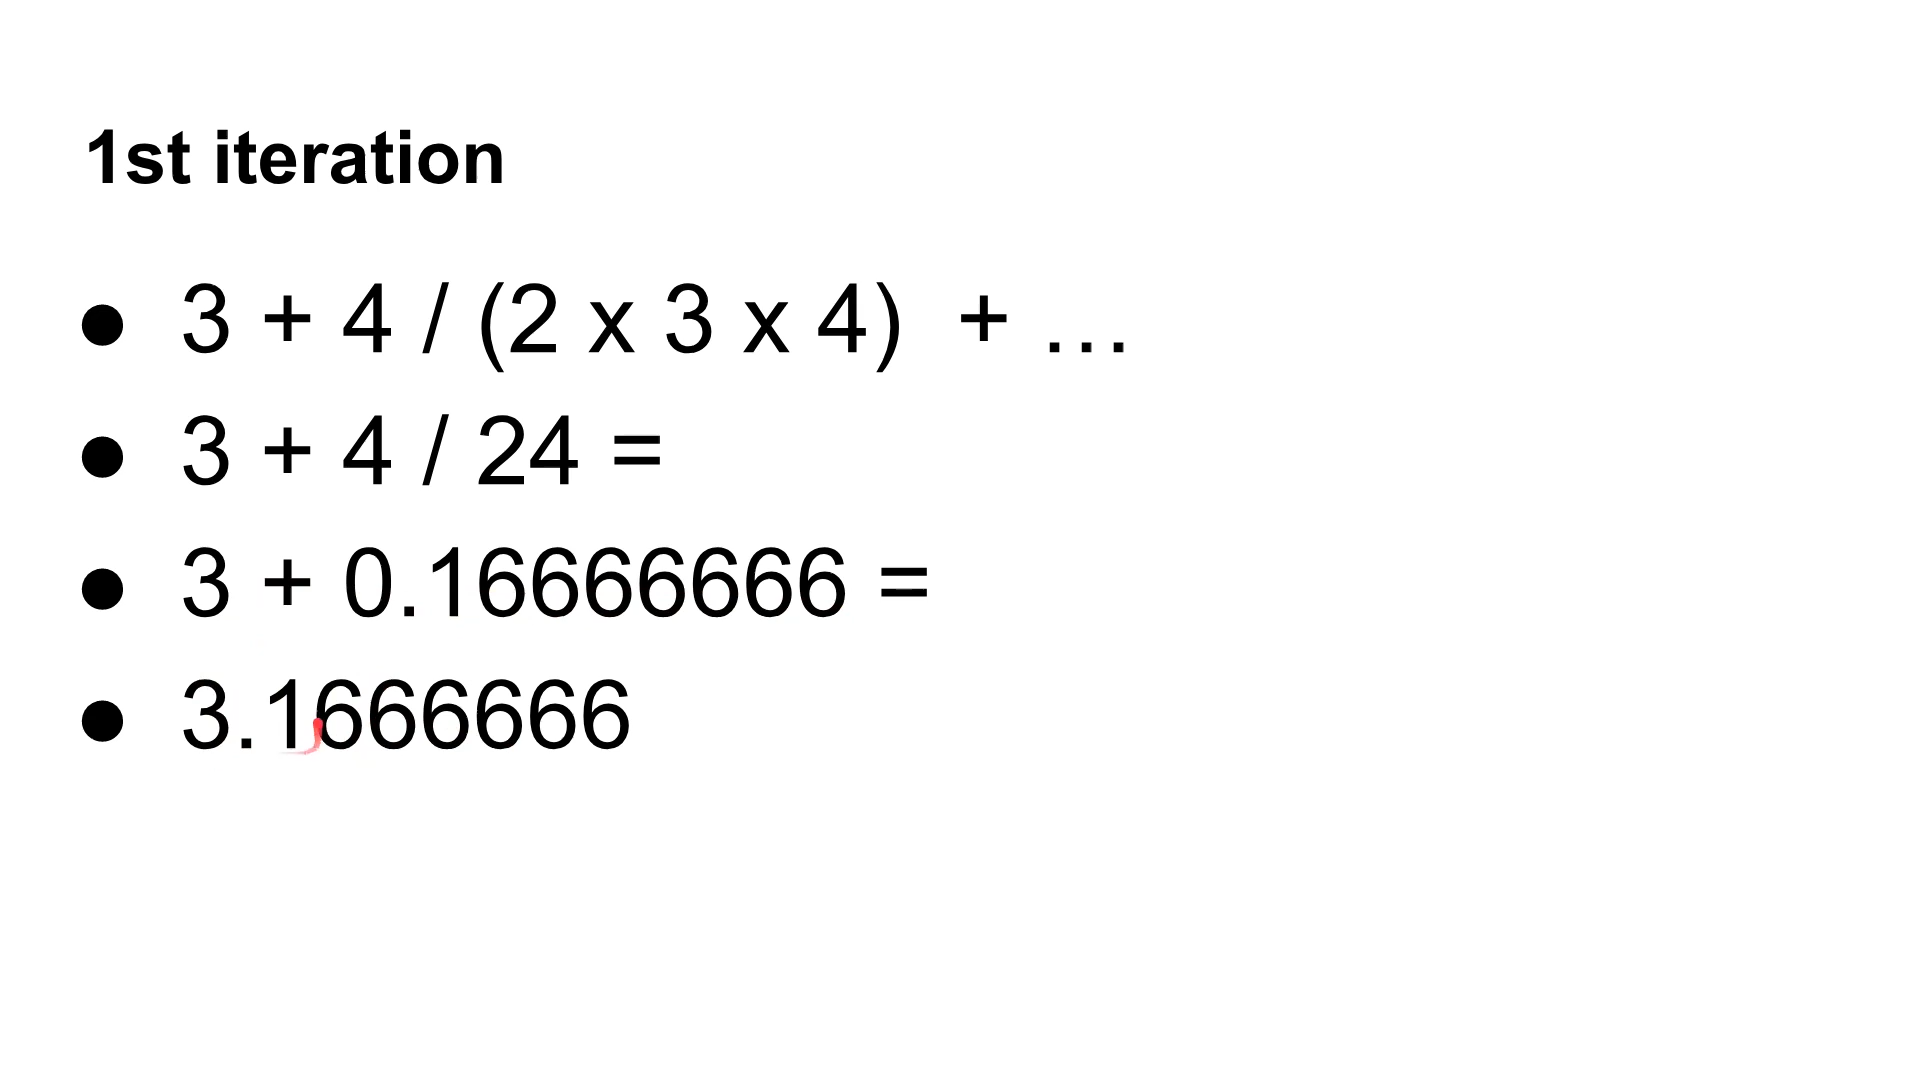 1st iteration
● 3 + 4 / (2 x 3 x 4) + …
● 3 + 4 / 24 =
● 3 + 0.16666666 =
● 3.1666666